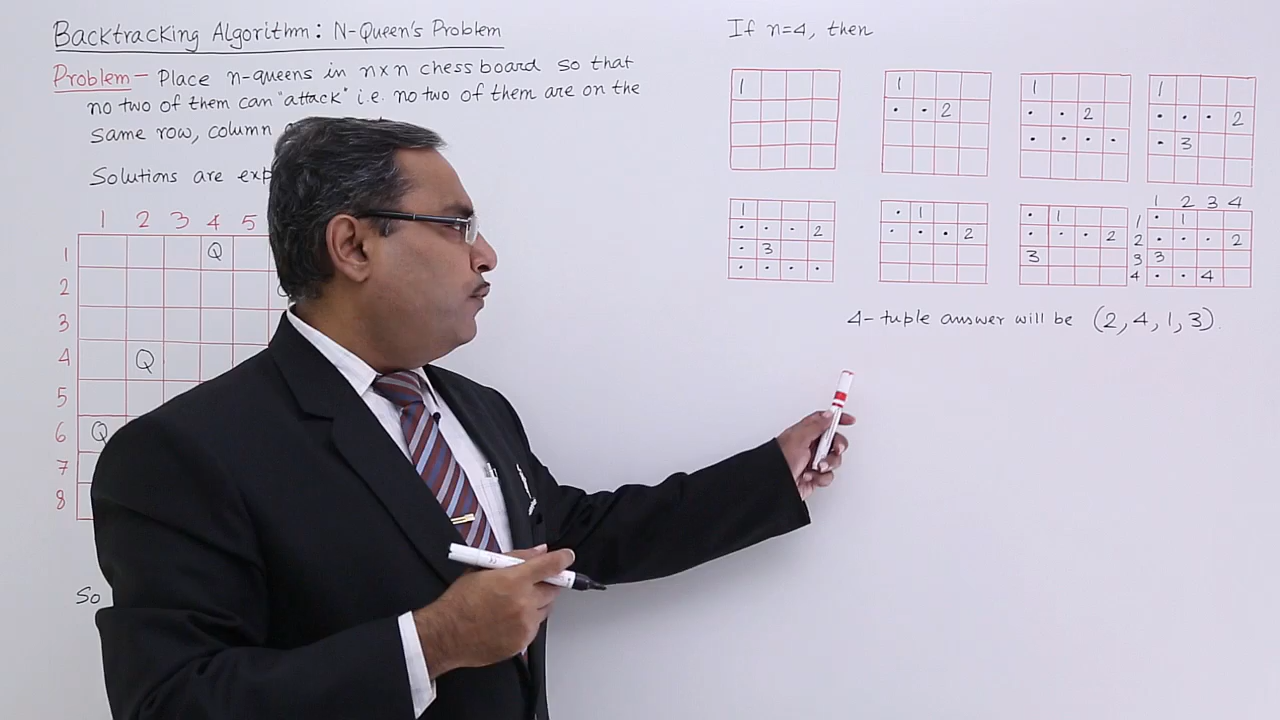 Backtracking Algorithm: N-Queen's Problem
Problem- Place n-queens in n×n chessboard so that
no two of them can "attack" i.e. no two of them are on the
same row, column
Solutions are exp
1 2 3 4 5
1 Q
2
3
4 Q
5
6 Q
7
8
So
If n=4, then
1
1
• • 2
1
• • 2
• • • •
1
• • • 2
• 3
1
• • • 2
• 3
• • • •
• 1
• • • 2
• 1
• • • 2
3
1 2 3 4
1 • 1
2 • • • 2
3 3
4 • • 4
4-tuple answer will be (2, 4, 1, 3).